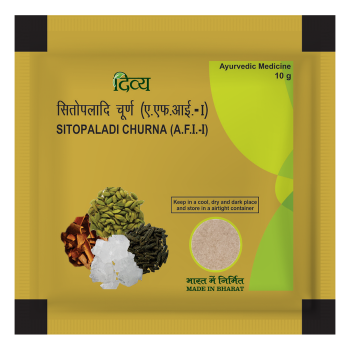 दिव्य
Ayurvedic Medicine
10 g
सितोपलादि चूर्ण (ए.एफ.आई.-I)
SITOPALADI CHURNA (A.F.I.-I)
Keep in a cool, dry and dark place
and store in a airtight container
भारत में निर्मित
MADE IN BHARAT